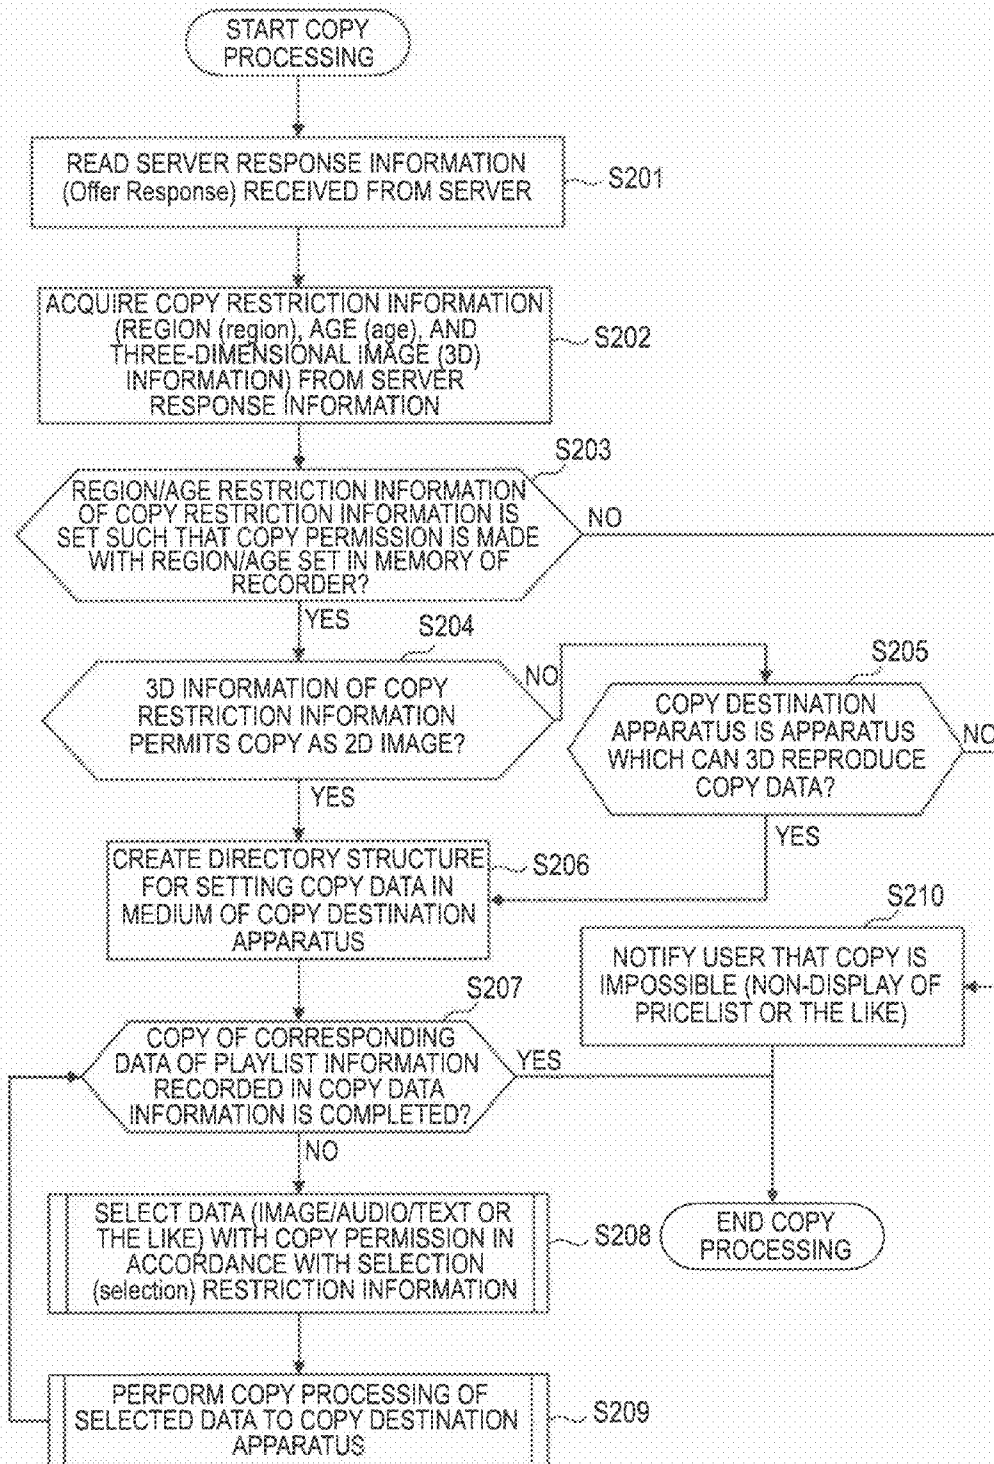 START COPY
PROCESSING
READ SERVER RESPONSE INFORMATION
(Offer Response) RECEIVED FROM SERVER
S201
ACQUIRE COPY RESTRICTION INFORMATION
(REGION (region), AGE (age), AND
THREE-DIMENSIONAL IMAGE (3D)
INFORMATION) FROM SERVER
RESPONSE INFORMATION
S202
S203
REGION/AGE RESTRICTION INFORMATION
OF COPY RESTRICTION INFORMATION IS
SET SUCH THAT COPY PERMISSION IS MADE
WITH REGION/AGE SET IN MEMORY OF
RECORDER?
NO
YES
S204
3D INFORMATION OF COPY
RESTRICTION INFORMATION
PERMITS COPY AS 2D IMAGE?
NO
YES
S205
COPY DESTINATION
APPARATUS IS APPARATUS
WHICH CAN 3D REPRODUCE
COPY DATA?
NO
YES
CREATE DIRECTORY STRUCTURE
FOR SETTING COPY DATA IN
MEDIUM OF COPY DESTINATION
APPARATUS
S206
S210
NOTIFY USER THAT COPY IS
IMPOSSIBLE (NON-DISPLAY OF
PRICELIST OR THE LIKE)
S207
COPY OF CORRESPONDING
DATA OF PLAYLIST INFORMATION
RECORDED IN COPY DATA
INFORMATION IS COMPLETED?
YES
NO
SELECT DATA (IMAGE/AUDIO/TEXT OR
THE LIKE) WITH COPY PERMISSION IN
ACCORDANCE WITH SELECTION
(selection) RESTRICTION INFORMATION
S208
END COPY
PROCESSING
PERFORM COPY PROCESSING OF
SELECTED DATA TO COPY DESTINATION
APPARATUS
S209